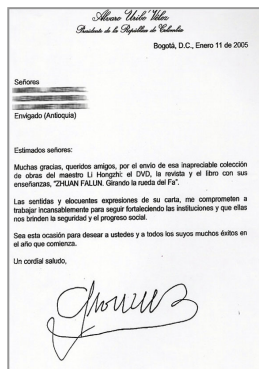 Álvaro Uribe Vélez
Presidente de la República de Colombia
Bogotá, D.C., Enero 11 de 2005
Señores
Envigado (Antioquia)
Estimados señores:
Muchas gracias, queridos amigos, por el envio de esa inapreciable colección
de obras del maestro Li Hongzhi: el DVD, la revista y el libro con sus
enseñanzas, "ZHUAN FALUN. Girando la rueda del Fa".
Las sentidas y elocuentes expresiones de su carta, me comprometen a
trabajar incansablemente para seguir fortaleciendo las instituciones y que ellas
nos brinden la seguridad y el progreso social.
Sea esta ocasión para desear a ustedes y a todos los suyos muchos éxitos en
el año que comienza.
Un cordial saludo,